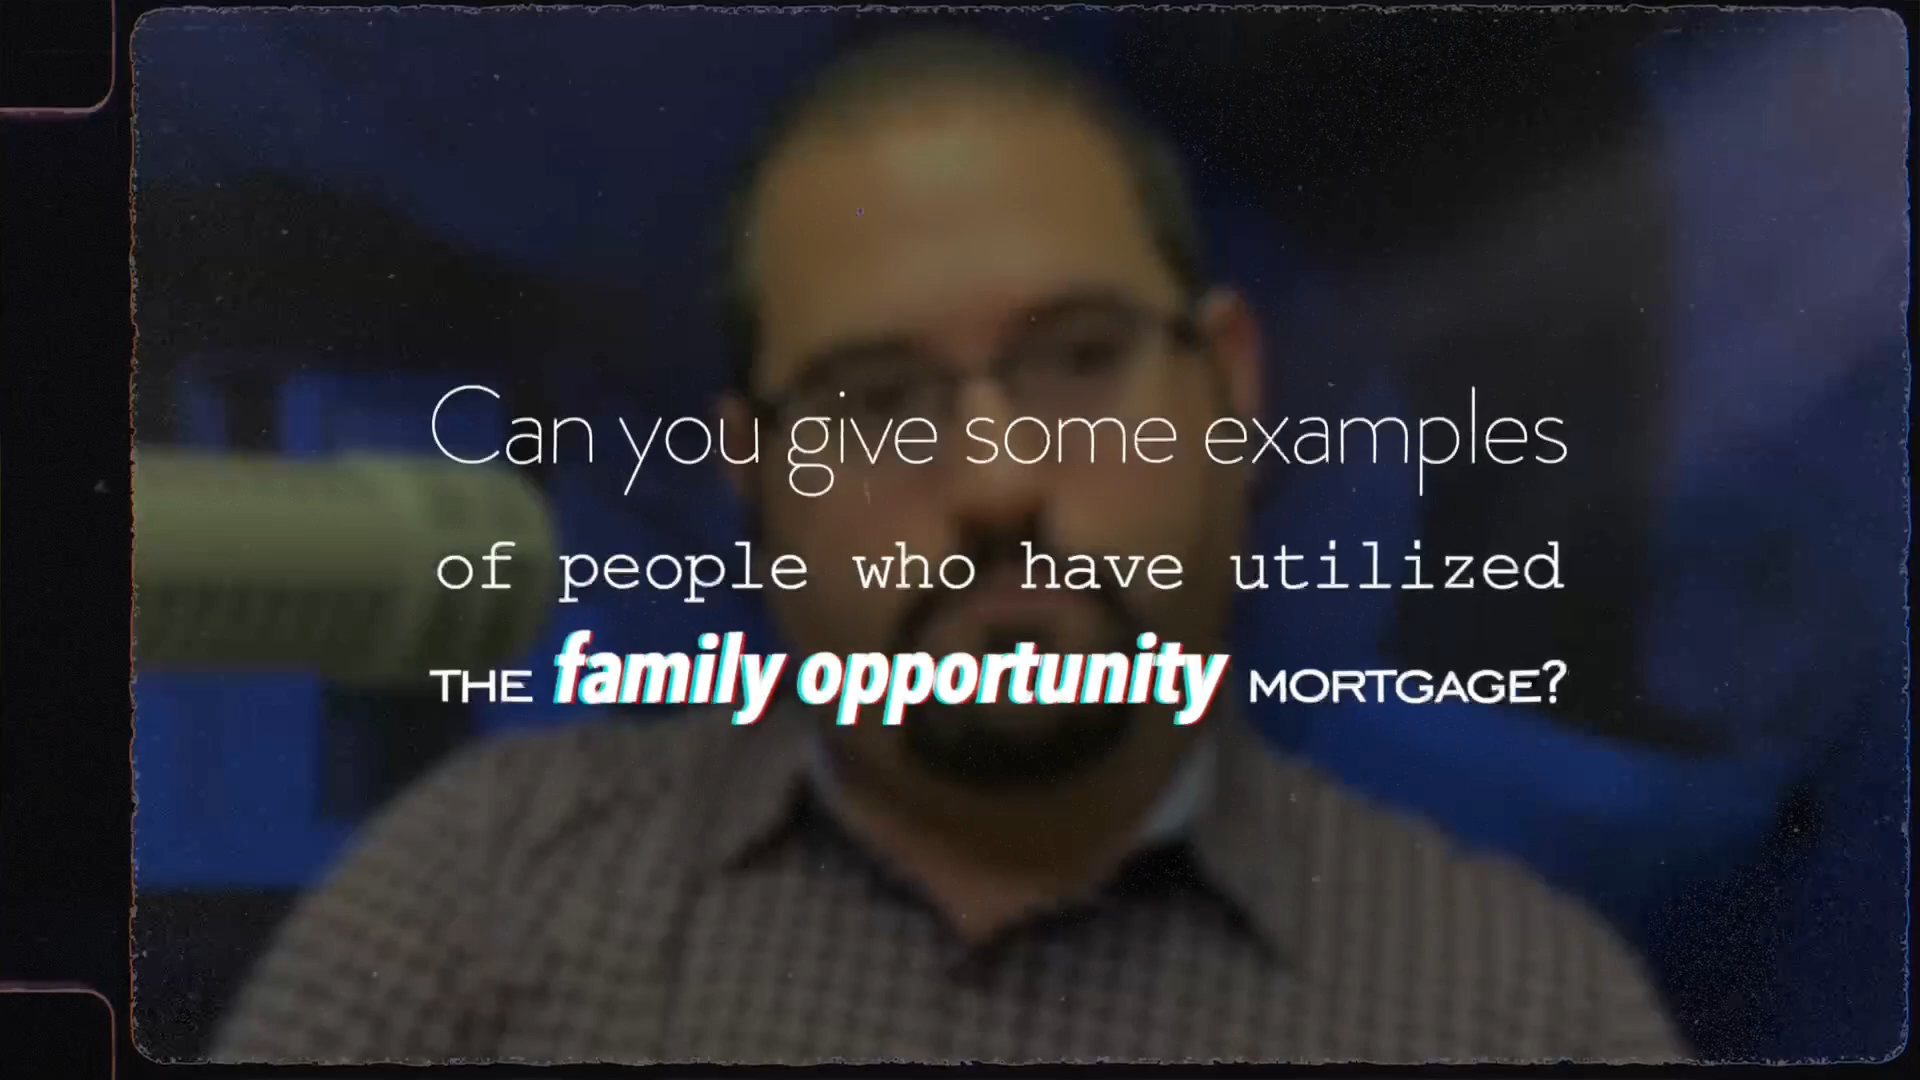 Can you give some examples
of people who have utilized
THE family opportunity MORTGAGE?